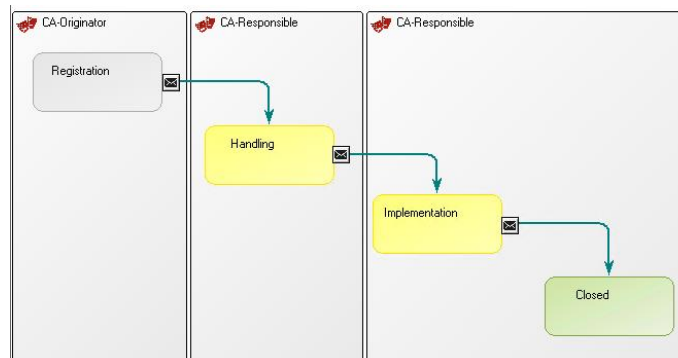 CA-Originator
CA-Responsible
CA-Responsible
Registration
Handling
Implementation
Closed